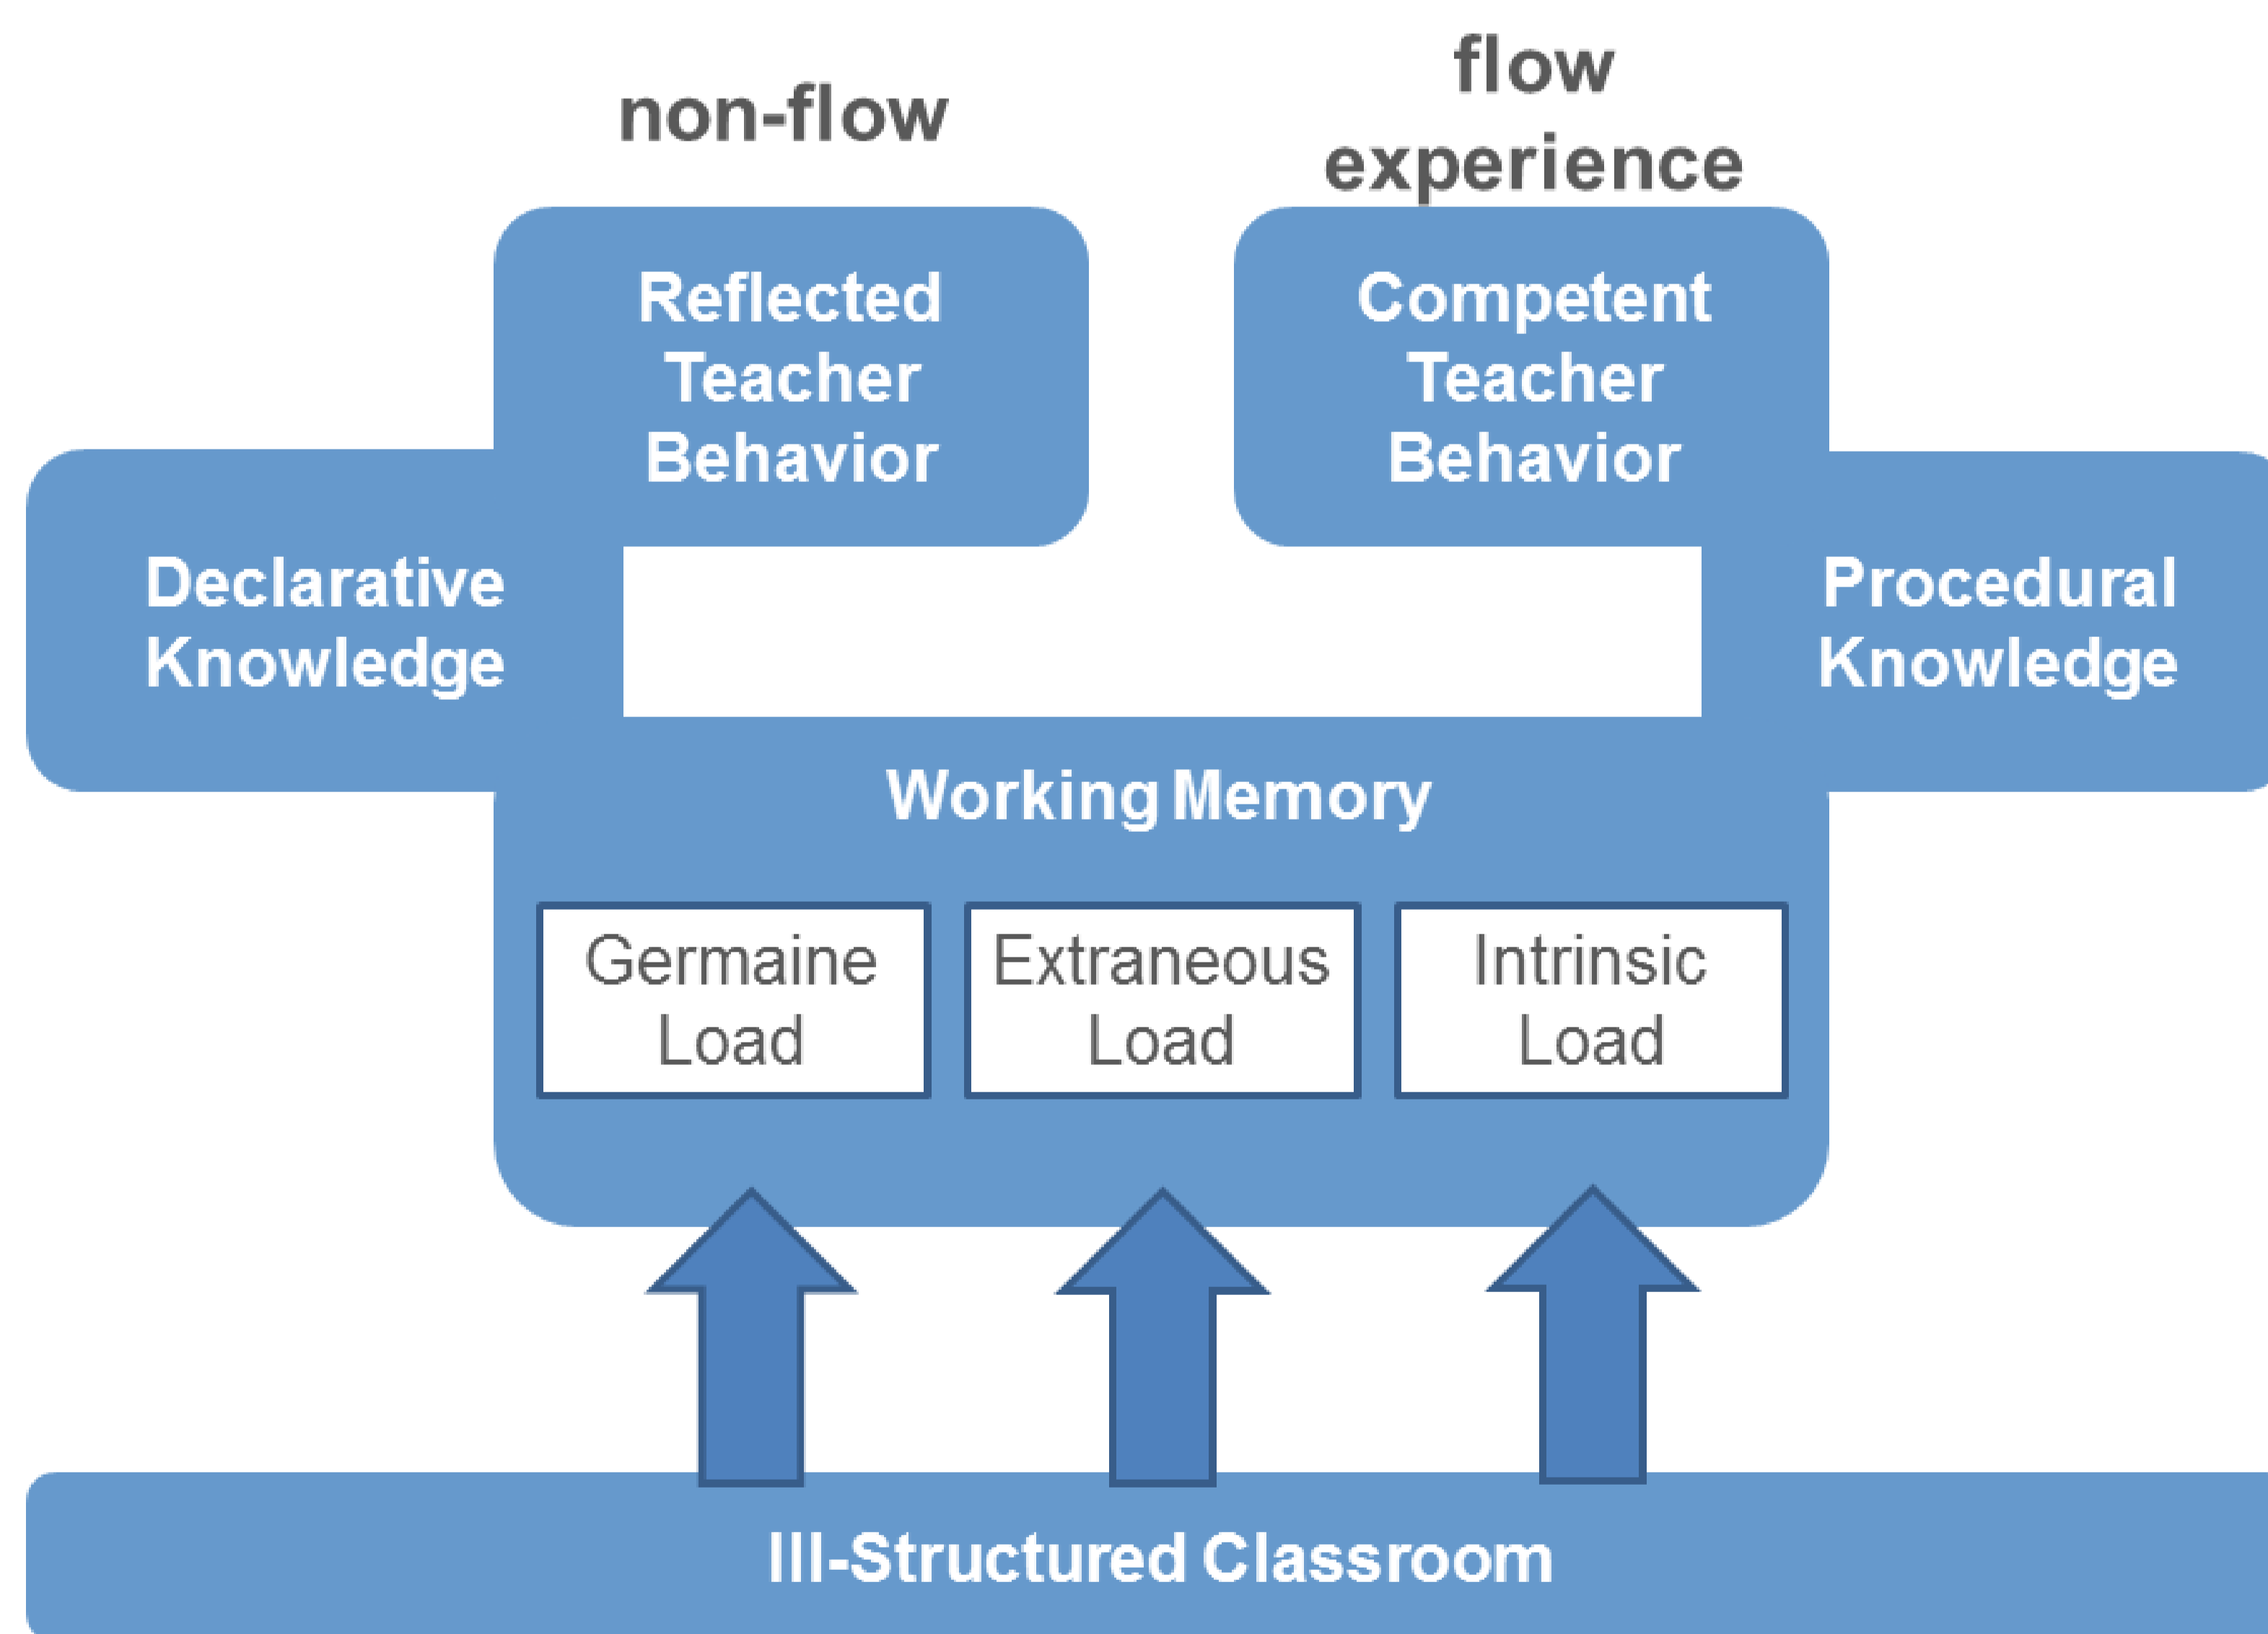 non-flow
flow
experience
Reflected
Teacher
Behavior
Competent
Teacher
Behavior
Declarative
Knowledge
Procedural
Knowledge
Working Memory
Germaine
Load
Extraneous
Load
Intrinsic
Load
Ill-Structured Classroom